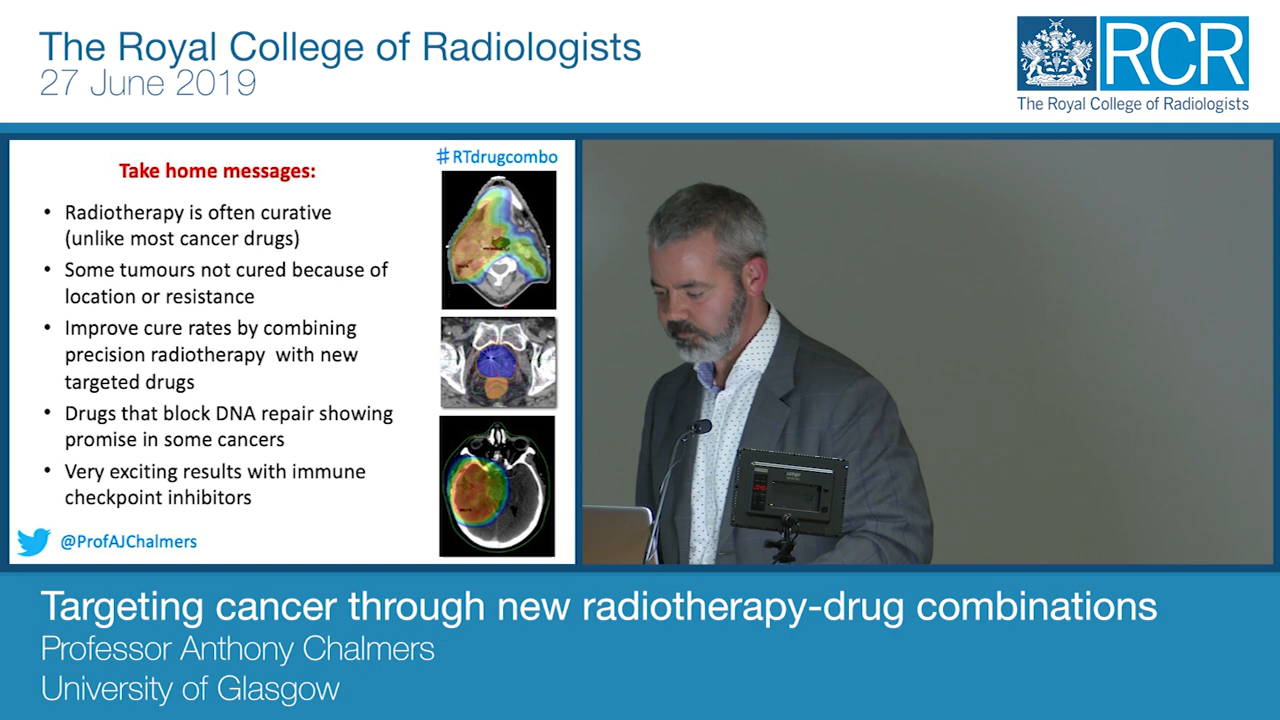 The Royal College of Radiologists
27 June 2019
RCR
The Royal College of Radiologists
Take home messages:
#RTdrugcombo
• Radiotherapy is often curative
(unlike most cancer drugs)
• Some tumours not cured because of
location or resistance
• Improve cure rates by combining
precision radiotherapy with new
targeted drugs
• Drugs that block DNA repair showing
promise in some cancers
• Very exciting results with immune
checkpoint inhibitors
@ProfAJChalmers
Targeting cancer through new radiotherapy-drug combinations
Professor Anthony Chalmers
University of Glasgow